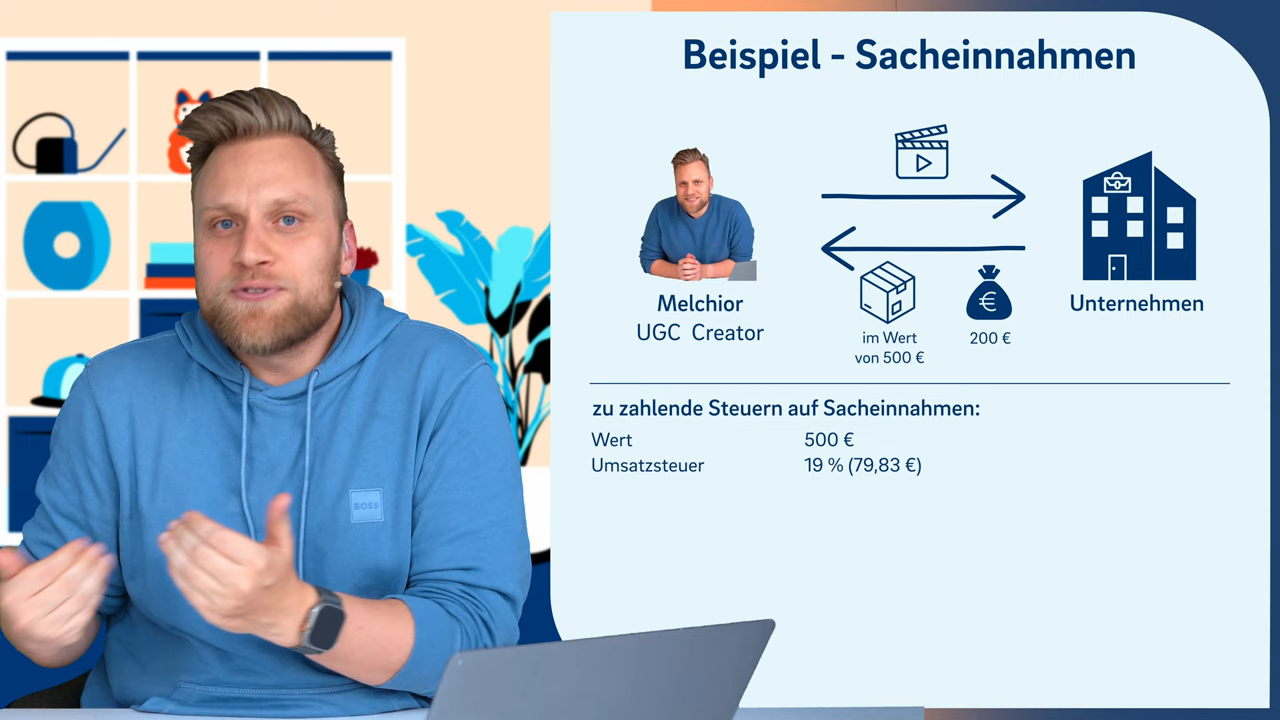 Beispiel - Sacheinnahmen
Melchior
UGC Creator
im Wert
von 500 €
200 €
Unternehmen
zu zahlende Steuern auf Sacheinnahmen:
Wert 500 €
Umsatzsteuer 19 % (79,83 €)
BOSS